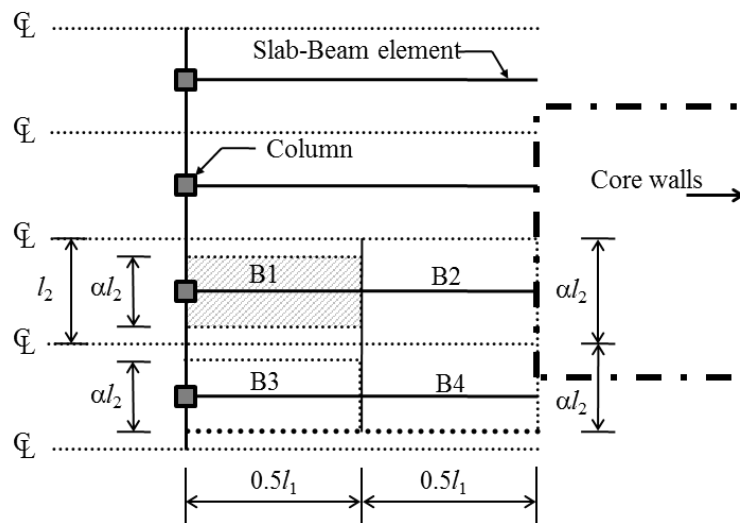 ℄
Slab-Beam element
℄
Column
Core walls
℄
l₂
αl₂
B1
B2
αl₂
℄
αl₂
B3
B4
αl₂
℄
0.5l₁
0.5l₁